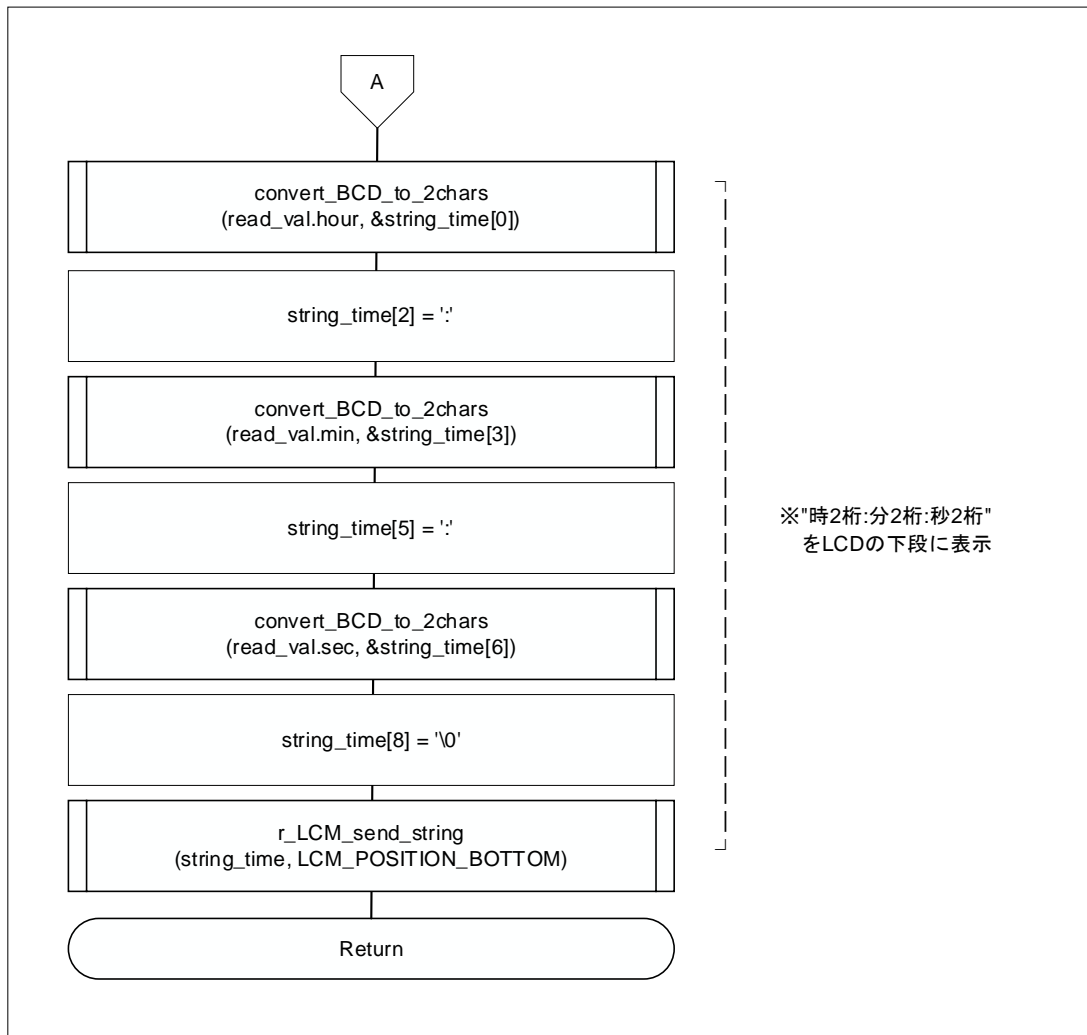 A
convert_BCD_to_2chars
(read_val.hour, &string_time[0])
string_time[2] = ':'
convert_BCD_to_2chars
(read_val.min, &string_time[3])
string_time[5] = ':'
convert_BCD_to_2chars
(read_val.sec, &string_time[6])
string_time[8] = '\0'
r_LCM_send_string
(string_time, LCM_POSITION_BOTTOM)
Return
※"時2桁:分2桁:秒2桁"
をLCDの下段に表示